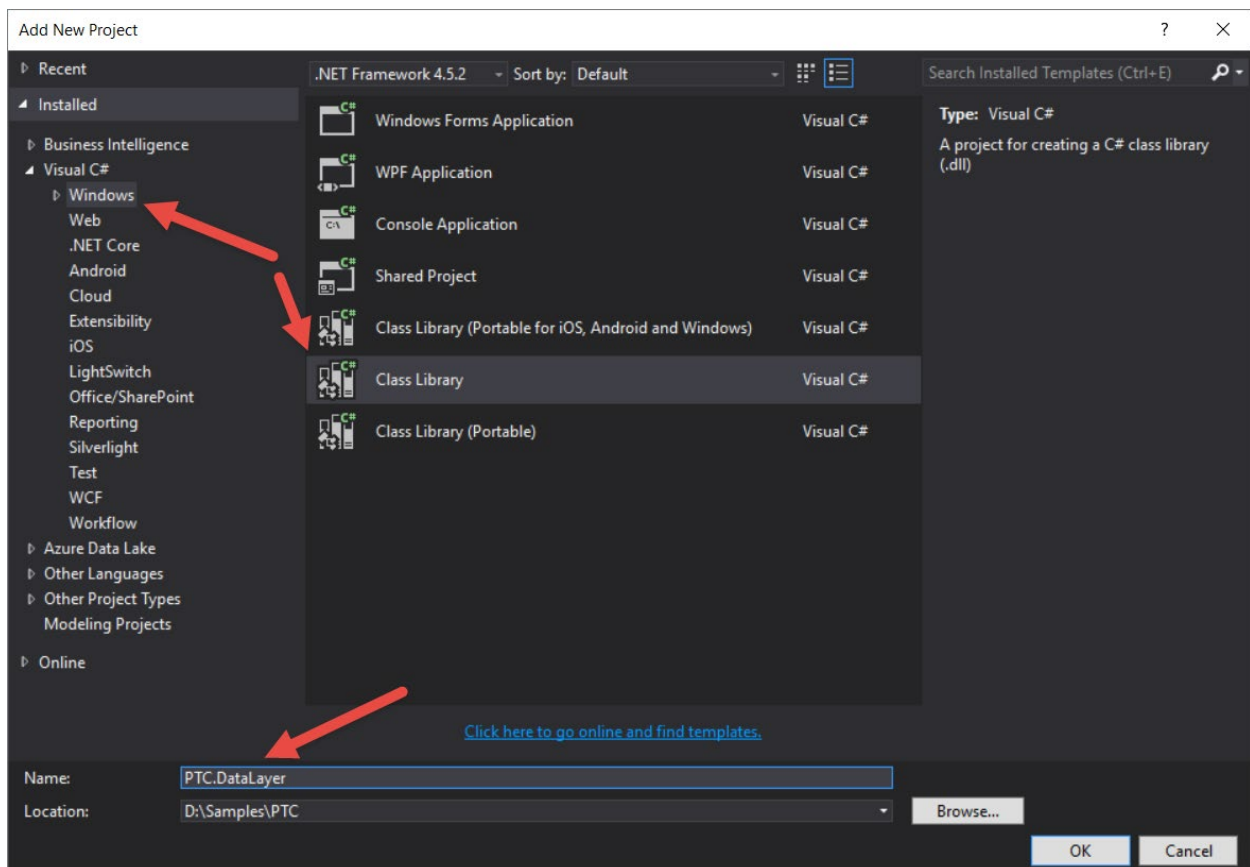 Add New Project
?
Recent
.NET Framework 4.5.2
Sort by: Default
Search Installed Templates (Ctrl+E)
Installed
Business Intelligence
Visual C#
Windows
Web
.NET Core
Android
Cloud
Extensibility
iOS
LightSwitch
Office/SharePoint
Reporting
Silverlight
Test
WCF
Workflow
Azure Data Lake
Other Languages
Other Project Types
Modeling Projects
Online
C# Windows Forms Application Visual C#
C# WPF Application Visual C#
C# C:\ Console Application Visual C#
C# Shared Project Visual C#
C# Class Library (Portable for iOS, Android and Windows) Visual C#
C# Class Library Visual C#
C# Class Library (Portable) Visual C#
Click here to go online and find templates.
Type: Visual C#
A project for creating a C# class library
(.dll)
Name: PTC.DataLayer
Location: D:\Samples\PTC
Browse...
OK
Cancel